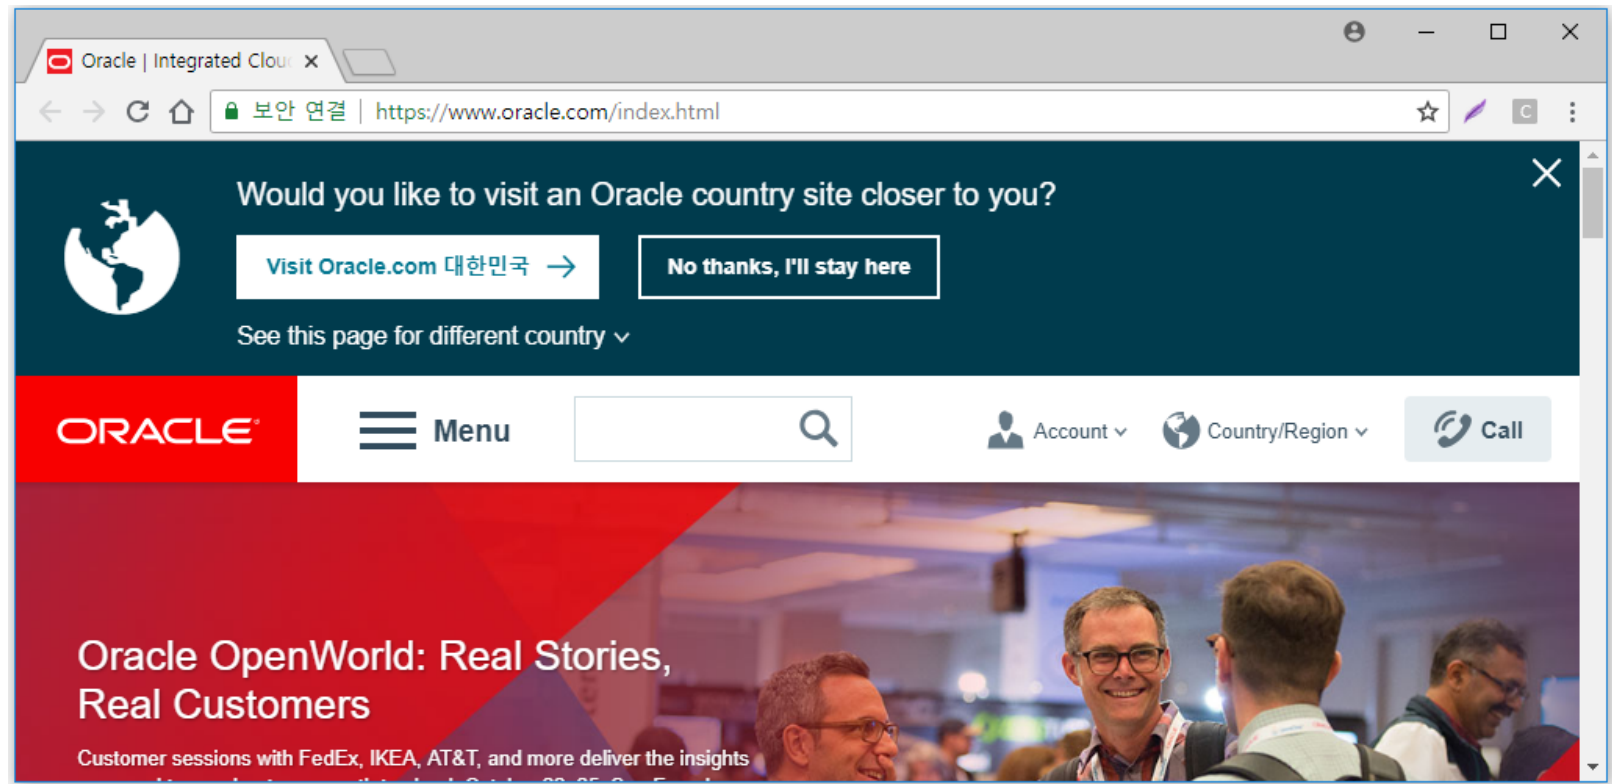 Oracle | Integrated Clou
보안 연결 | https://www.oracle.com/index.html
C
Would you like to visit an Oracle country site closer to you?
Visit Oracle.com 대한민국 →
No thanks, I'll stay here
See this page for different country
ORACLE
Menu
Account
Country/Region
Call
Oracle OpenWorld: Real Stories,
Real Customers
Customer sessions with FedEx, IKEA, AT&T, and more deliver the insights